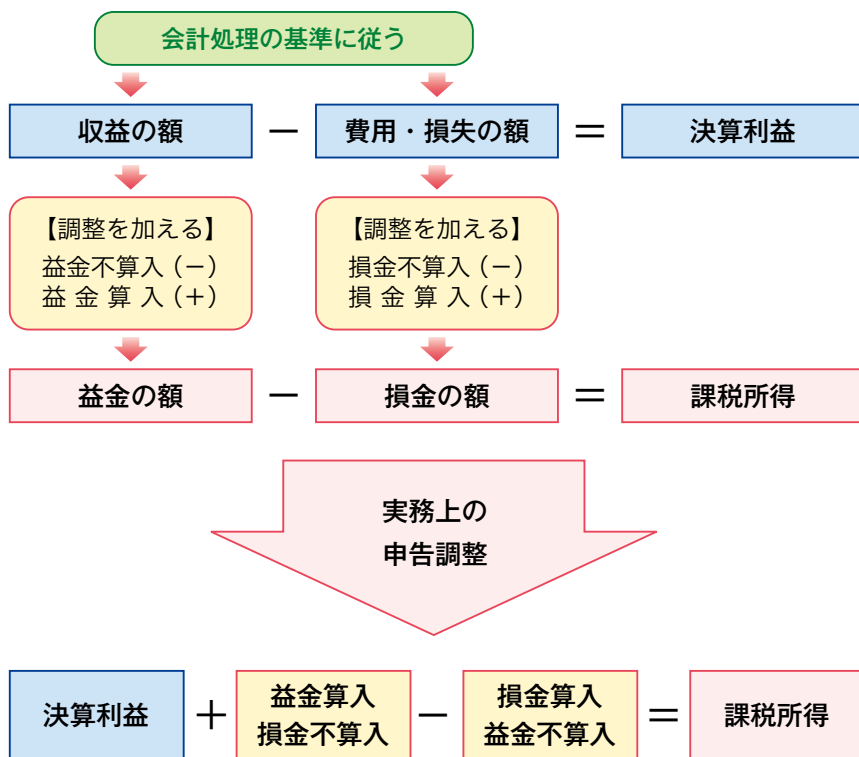 会計処理の基準に従う
収益の額 － 費用・損失の額 ＝ 決算利益
【調整を加える】
益金不算入（－）
益金算入（＋）
【調整を加える】
損金不算入（－）
損金算入（＋）
益金の額 － 損金の額 ＝ 課税所得
実務上の
申告調整
決算利益 ＋ 益金算入
損金不算入 － 損金算入
益金不算入 ＝ 課税所得